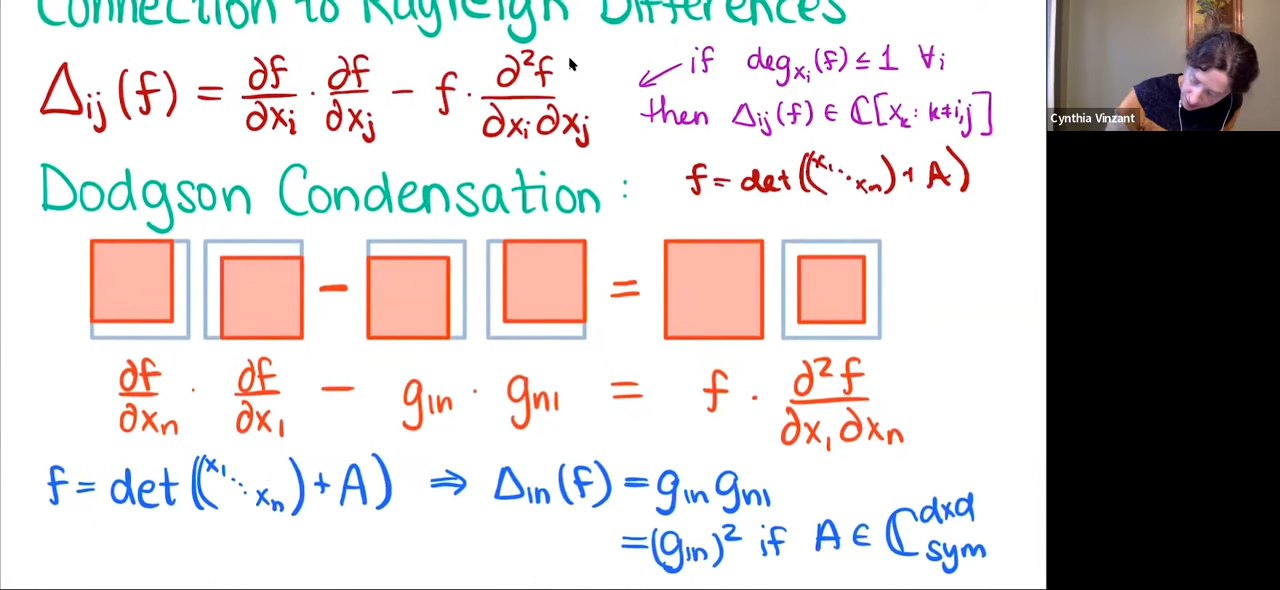 Connection to Rayleigh Differences
Δij(f) = ∂f/∂xi · ∂f/∂xj − f · ∂²f/∂xi∂xj
↙ if deg_xi(f) ≤ 1 ∀i
then Δij(f) ∈ ℂ[xk : k≠i,j]
f = det((x1 ⋱ xn) + A)
Dodgson Condensation :
− =
∂f/∂xn · ∂f/∂x1 − g1n · gn1 = f · ∂²f/∂x1∂xn
f = det((x1 ⋱ xn) + A) ⇒ Δ1n(f) = g1n gn1
= (g1n)² if A ∈ ℂ^{d×d}_{sym}
Cynthia Vinzant